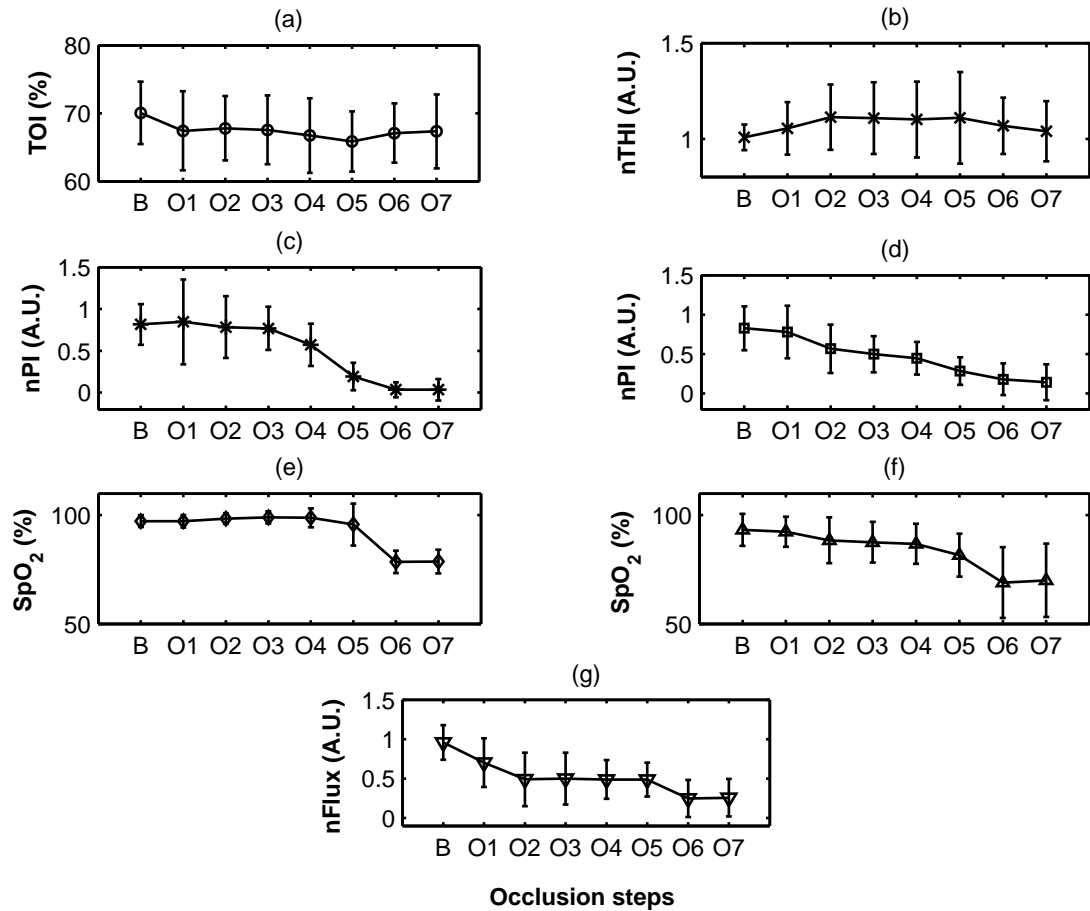 (a)
80
70
60
TOI (%)
B O1 O2 O3 O4 O5 O6 O7
(b)
1.5
1
nTHI (A.U.)
B O1 O2 O3 O4 O5 O6 O7
(c)
1.5
1
0.5
0
nPI (A.U.)
B O1 O2 O3 O4 O5 O6 O7
(d)
1.5
1
0.5
0
nPI (A.U.)
B O1 O2 O3 O4 O5 O6 O7
(e)
100
50
SpO₂ (%)
B O1 O2 O3 O4 O5 O6 O7
(f)
100
50
SpO₂ (%)
B O1 O2 O3 O4 O5 O6 O7
(g)
1.5
1
0.5
0
nFlux (A.U.)
B O1 O2 O3 O4 O5 O6 O7
Occlusion steps